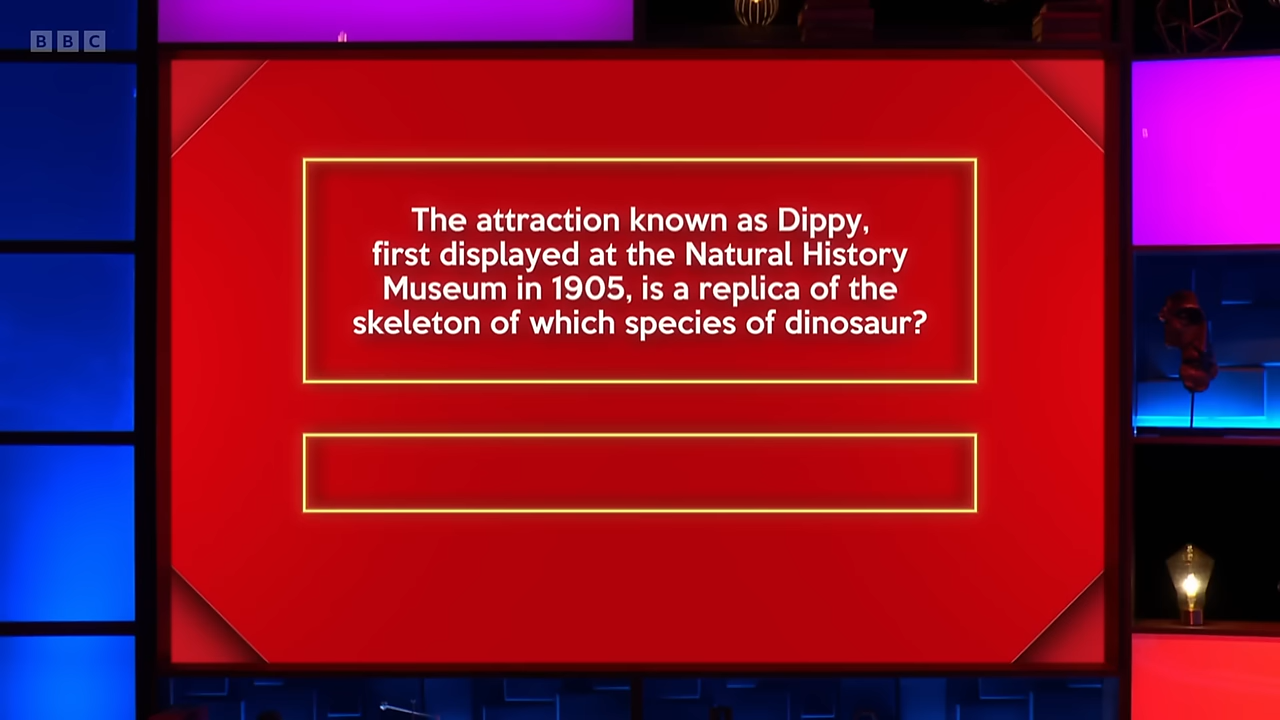 BBC
The attraction known as Dippy,
first displayed at the Natural History
Museum in 1905, is a replica of the
skeleton of which species of dinosaur?